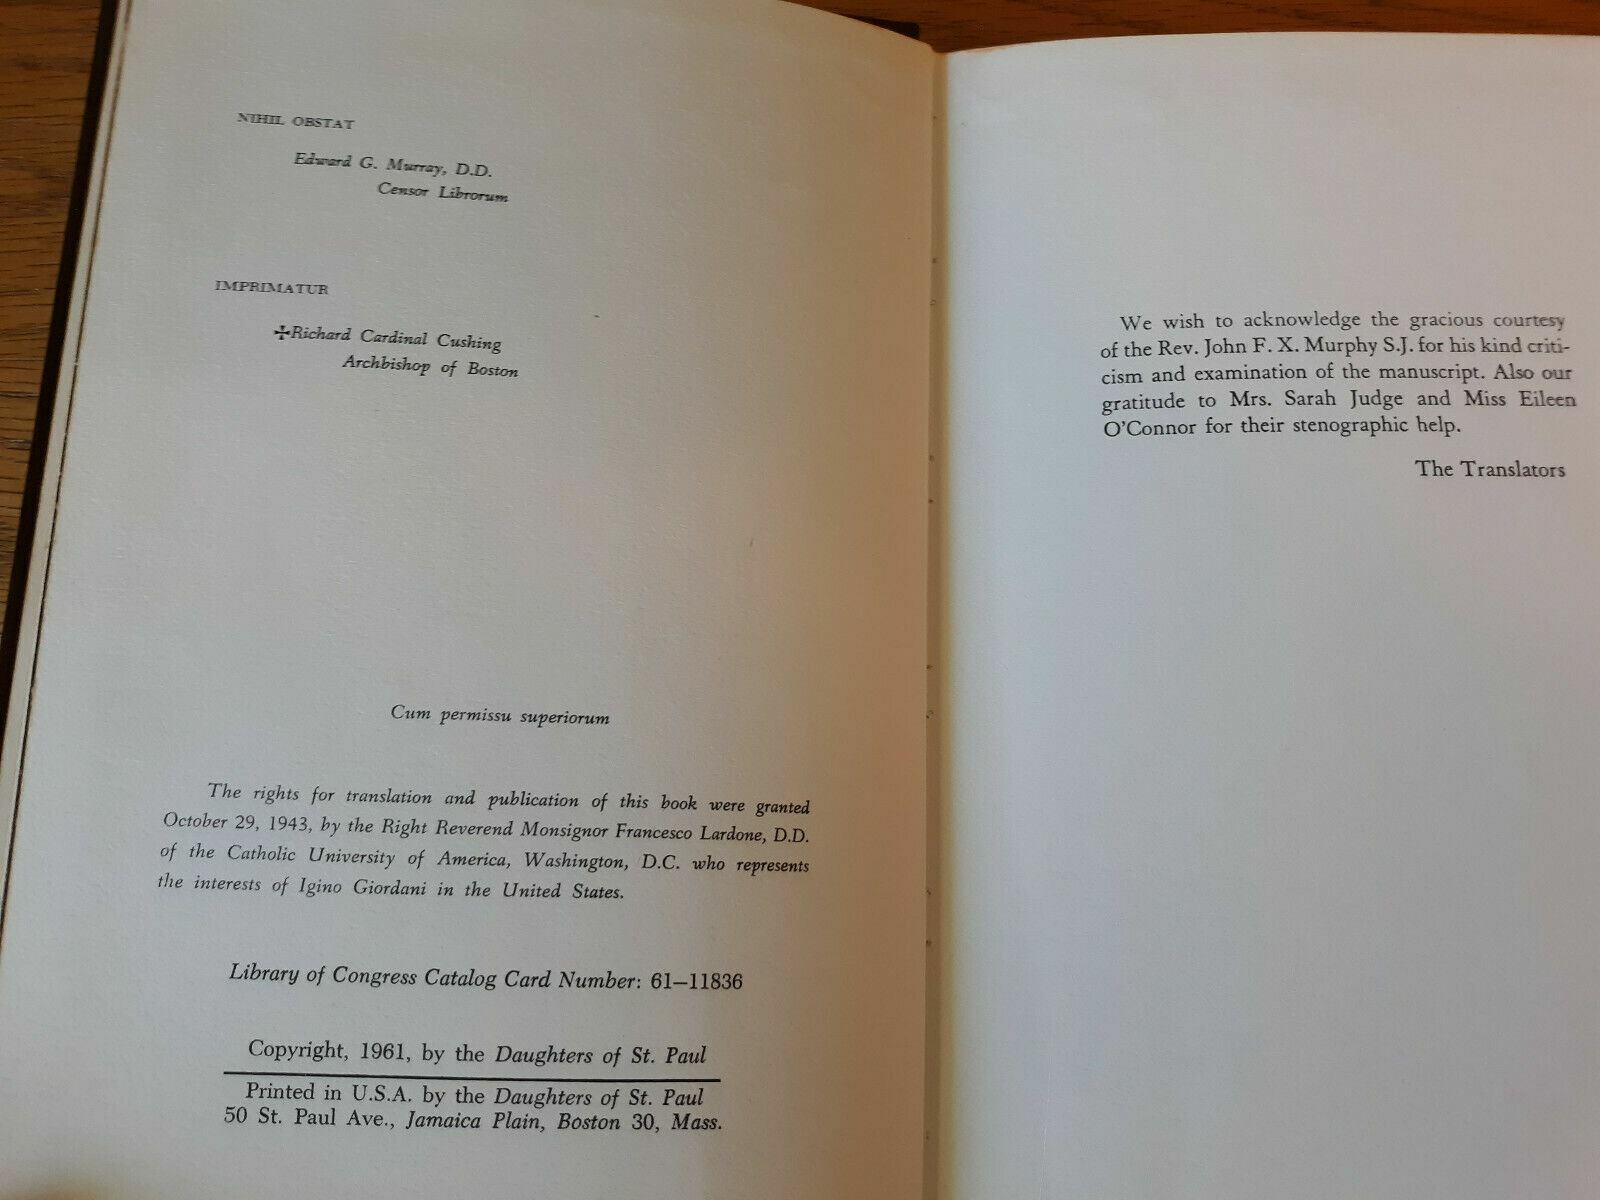 NIHIL OBSTAT
Edward G. Murray, D.D.
Censor Librorum
IMPRIMATUR
✢Richard Cardinal Cushing
Archbishop of Boston
Cum permissu superiorum
The rights for translation and publication of this book were granted
October 29, 1943, by the Right Reverend Monsignor Francesco Lardone, D.D.
of the Catholic University of America, Washington, D.C. who represents
the interests of Igino Giordani in the United States.
Library of Congress Catalog Card Number: 61–11836
Copyright, 1961, by the Daughters of St. Paul
Printed in U.S.A. by the Daughters of St. Paul
50 St. Paul Ave., Jamaica Plain, Boston 30, Mass.
We wish to acknowledge the gracious courtesy
of the Rev. John F. X. Murphy S.J. for his kind criti-
cism and examination of the manuscript. Also our
gratitude to Mrs. Sarah Judge and Miss Eileen
O'Connor for their stenographic help.
The Translators